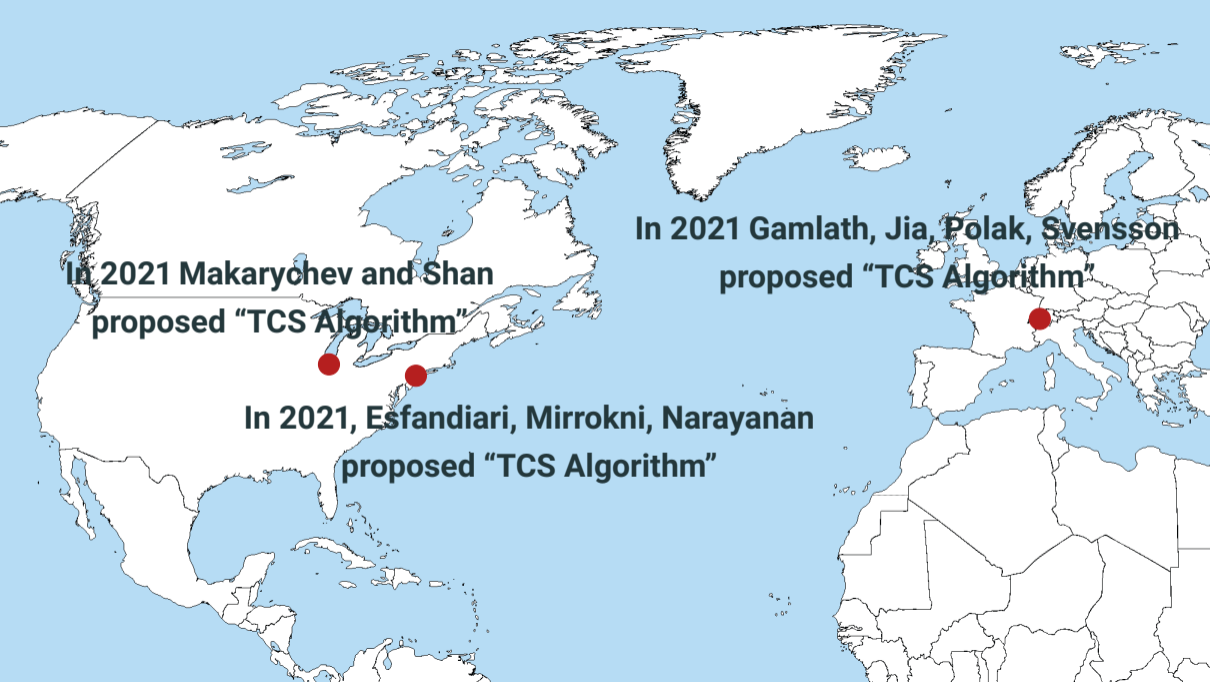 In 2021 Gamlath, Jia, Polak, Svensson
proposed “TCS Algorithm”
In 2021 Makarychev and Shan
proposed “TCS Algorithm”
In 2021, Esfandiari, Mirrokni, Narayanan
proposed “TCS Algorithm”